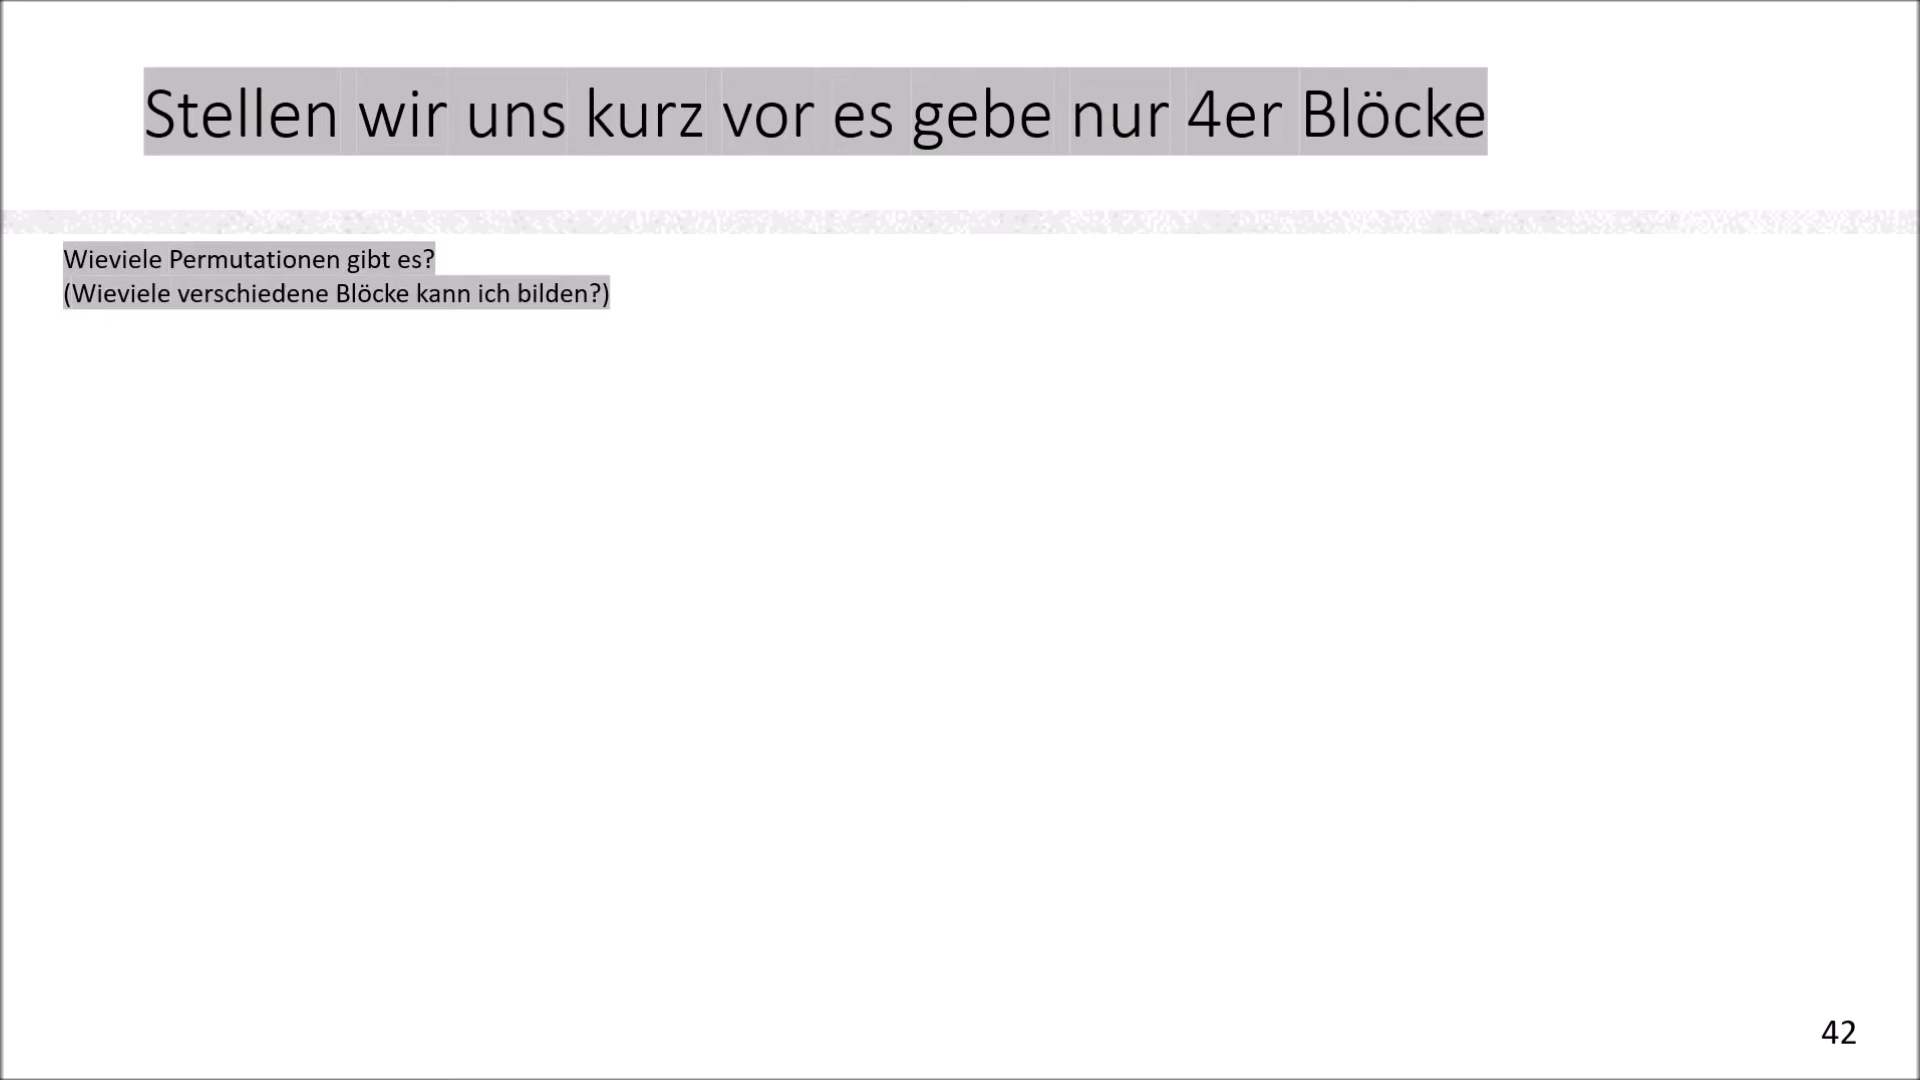 Stellen wir uns kurz vor es gebe nur 4er Blöcke
Wieviele Permutationen gibt es?
(Wieviele verschiedene Blöcke kann ich bilden?)
42